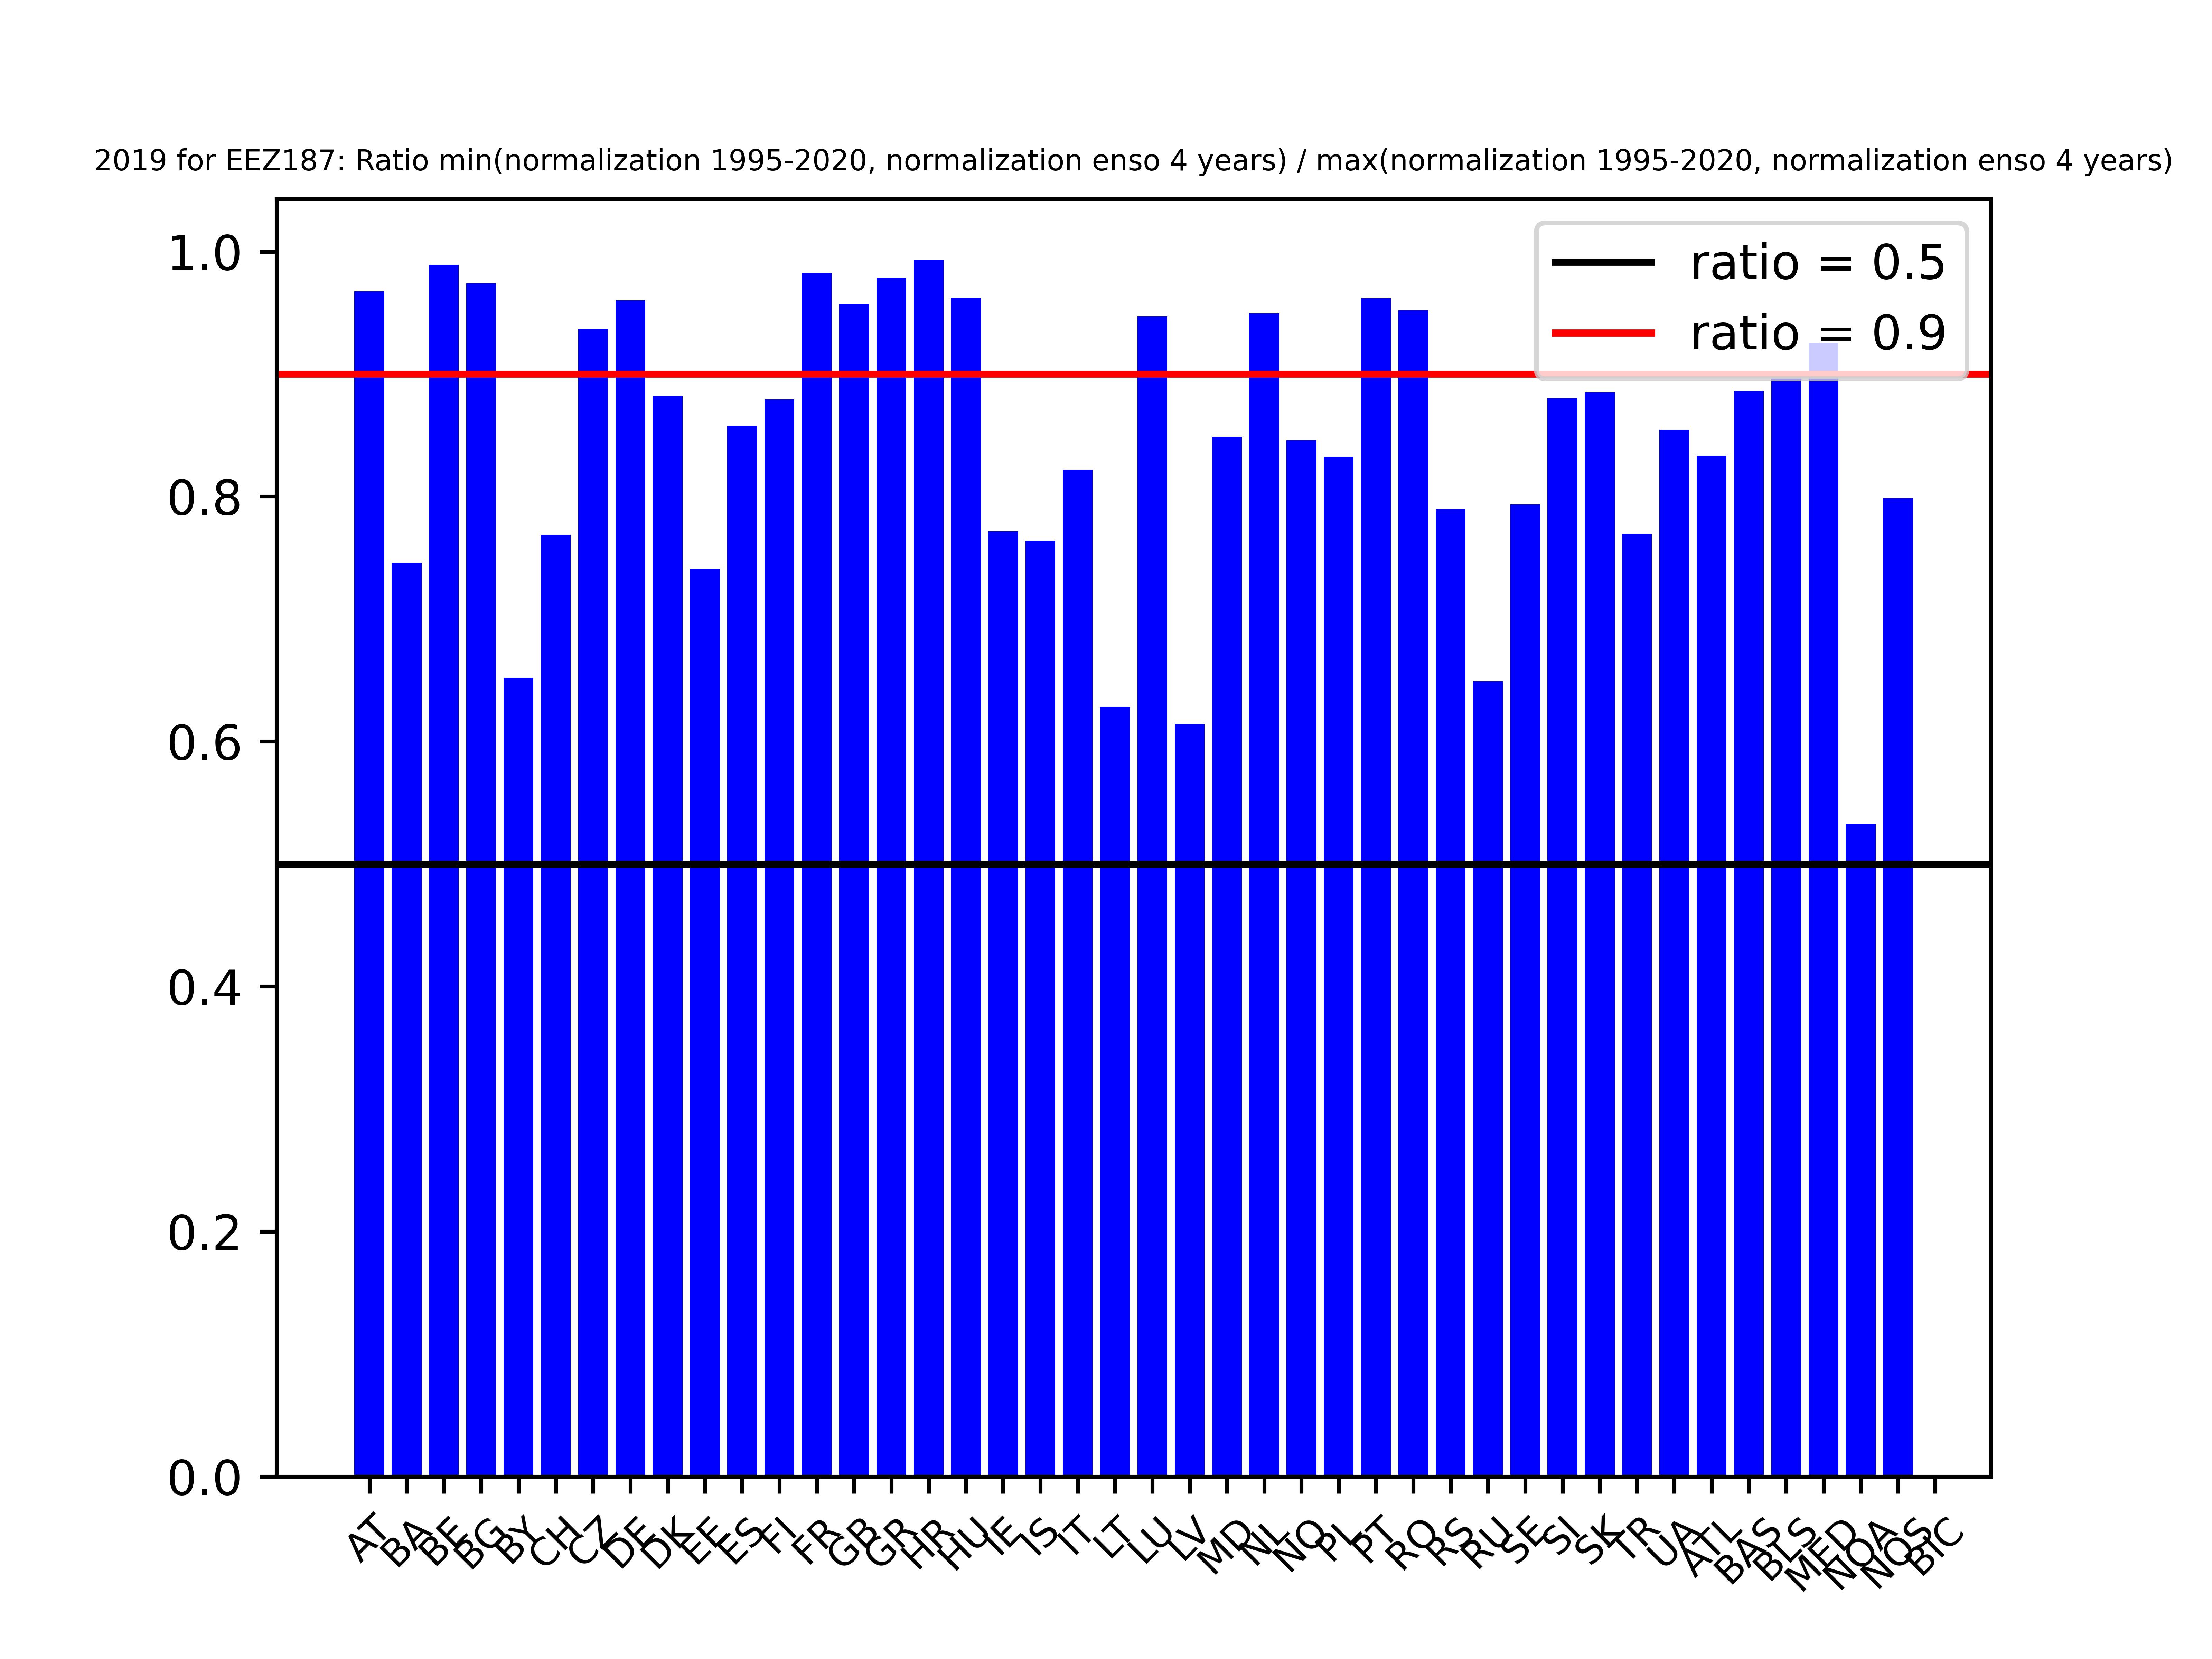 2019 for EEZ187: Ratio min(normalization 1995-2020, normalization enso 4 years) / max(normalization 1995-2020, normalization enso 4 years)
ratio = 0.5
ratio = 0.9
1.0
0.8
0.6
0.4
0.2
0.0
AT BA BE BG BY CH CZ DE DK EE ES FI FR GB GR HR HU IE IS IT LT LU LV MD NL NO PL PT RO RS RU SE SI SK TR UA ATL BAS BLS MED NOA NOS BIC